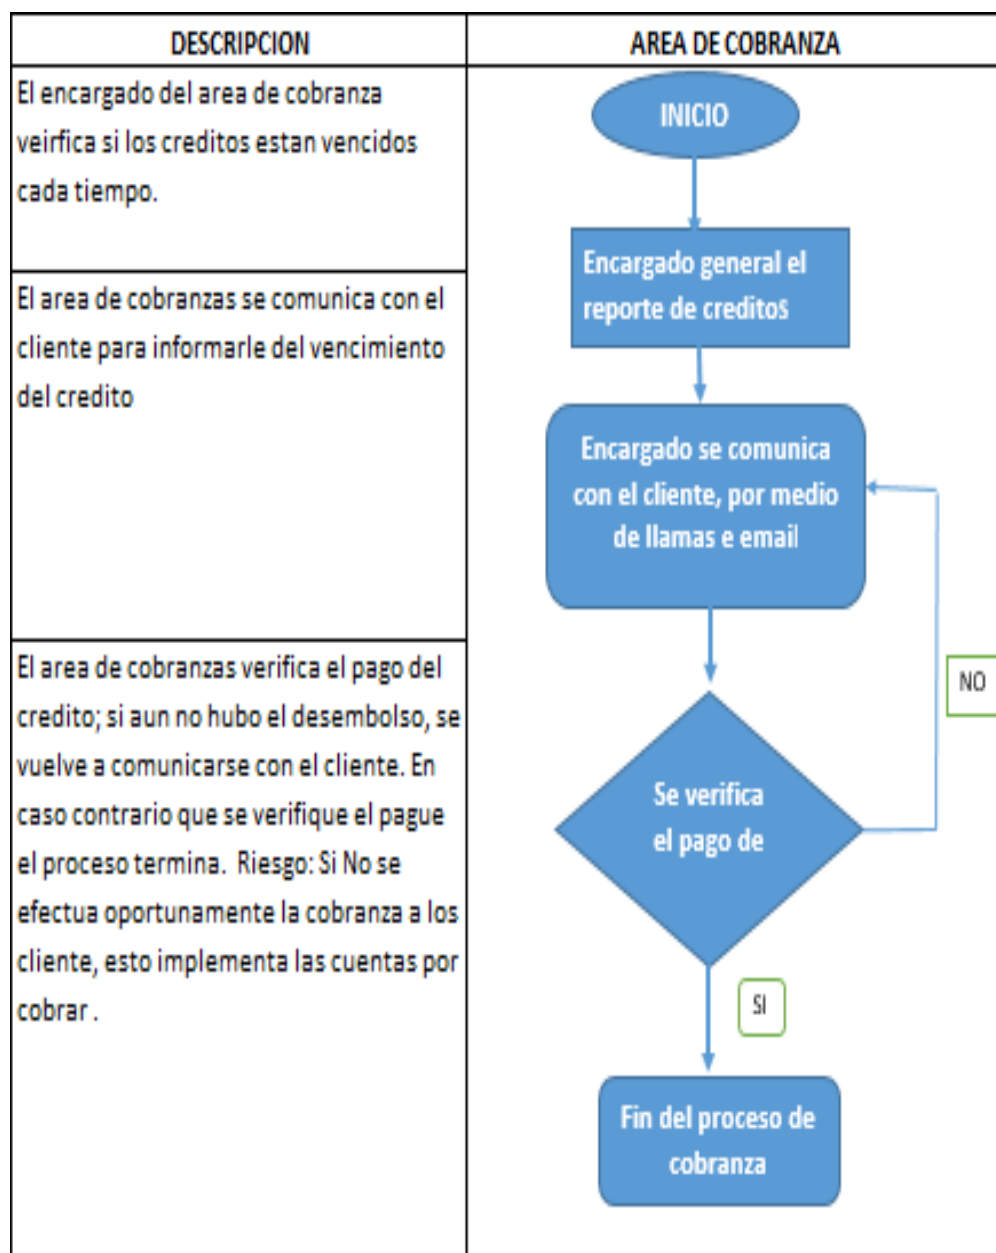 DESCRIPCION
AREA DE COBRANZA
El encargado del area de cobranza
veirfica si los creditos estan vencidos
cada tiempo.
INICIO
Encargado general el
reporte de creditos
El area de cobranzas se comunica con el
cliente para informarle del vencimiento
del credito
Encargado se comunica
con el cliente, por medio
de llamas e email
El area de cobranzas verifica el pago del
credito; si aun no hubo el desembolso, se
vuelve a comunicarse con el cliente. En
caso contrario que se verifique el pague
el proceso termina.  Riesgo: Si No se
efectua oportunamente la cobranza a los
cliente, esto implementa las cuentas por
cobrar .
NO
Se verifica
el pago de
SI
Fin del proceso de
cobranza